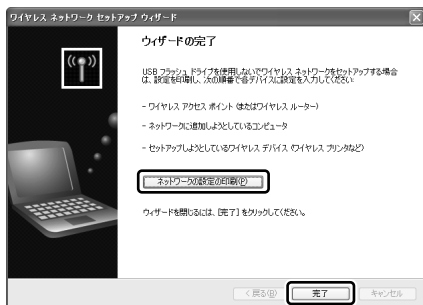 ワイヤレス ネットワーク セットアップ ウィザード
ウィザードの完了
USB フラッシュ ドライブを使用しないでワイヤレス ネットワークをセットアップする場合
は、設定を印刷し、次の順番で各デバイスに設定を入力してください:
- ワイヤレス アクセス ポイント (またはワイヤレス ルーター)
- ネットワークに追加しようとしているコンピュータ
- セットアップしようとしているワイヤレス デバイス (ワイヤレス プリンタなど)
ネットワークの設定の印刷(P)
ウィザードを閉じるには、[完了] をクリックしてください。
< 戻る(B)
完了
キャンセル